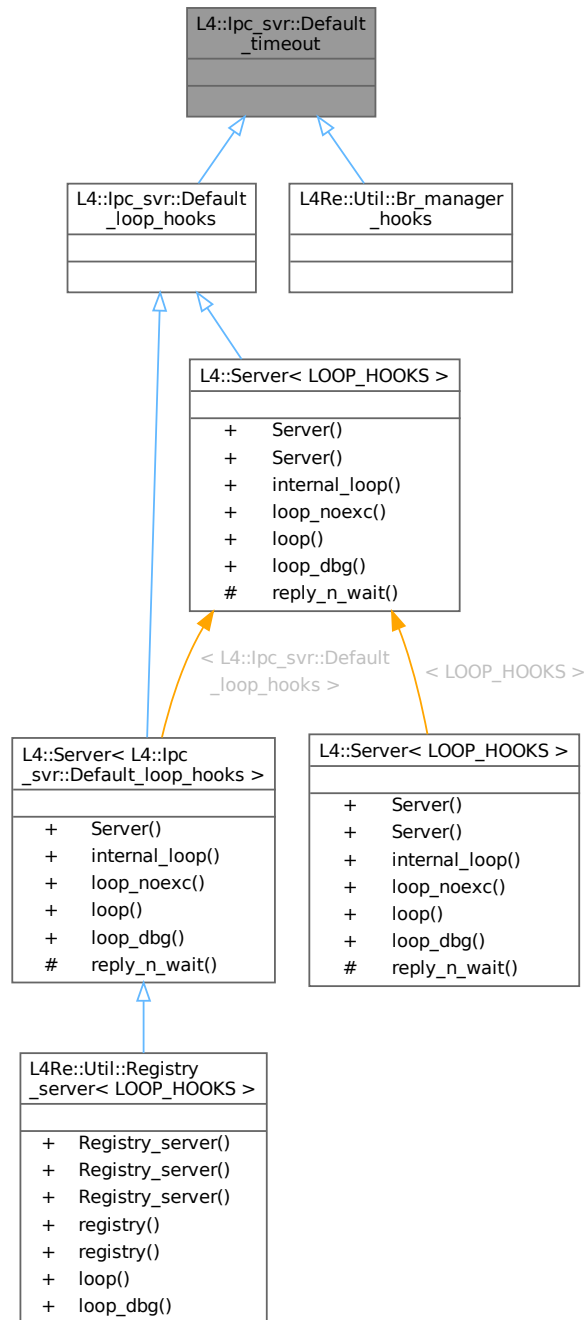 L4::Ipc_svr::Default
_timeout
L4::Ipc_svr::Default
_loop_hooks
L4Re::Util::Br_manager
_hooks
L4::Server< LOOP_HOOKS >
+ Server()
+ Server()
+ internal_loop()
+ loop_noexc()
+ loop()
+ loop_dbg()
# reply_n_wait()
< L4::Ipc_svr::Default
_loop_hooks >
< LOOP_HOOKS >
L4::Server< L4::Ipc
_svr::Default_loop_hooks >
+ Server()
+ internal_loop()
+ loop_noexc()
+ loop()
+ loop_dbg()
# reply_n_wait()
L4::Server< LOOP_HOOKS >
+ Server()
+ Server()
+ internal_loop()
+ loop_noexc()
+ loop()
+ loop_dbg()
# reply_n_wait()
L4Re::Util::Registry
_server< LOOP_HOOKS >
+ Registry_server()
+ Registry_server()
+ Registry_server()
+ registry()
+ registry()
+ loop()
+ loop_dbg()